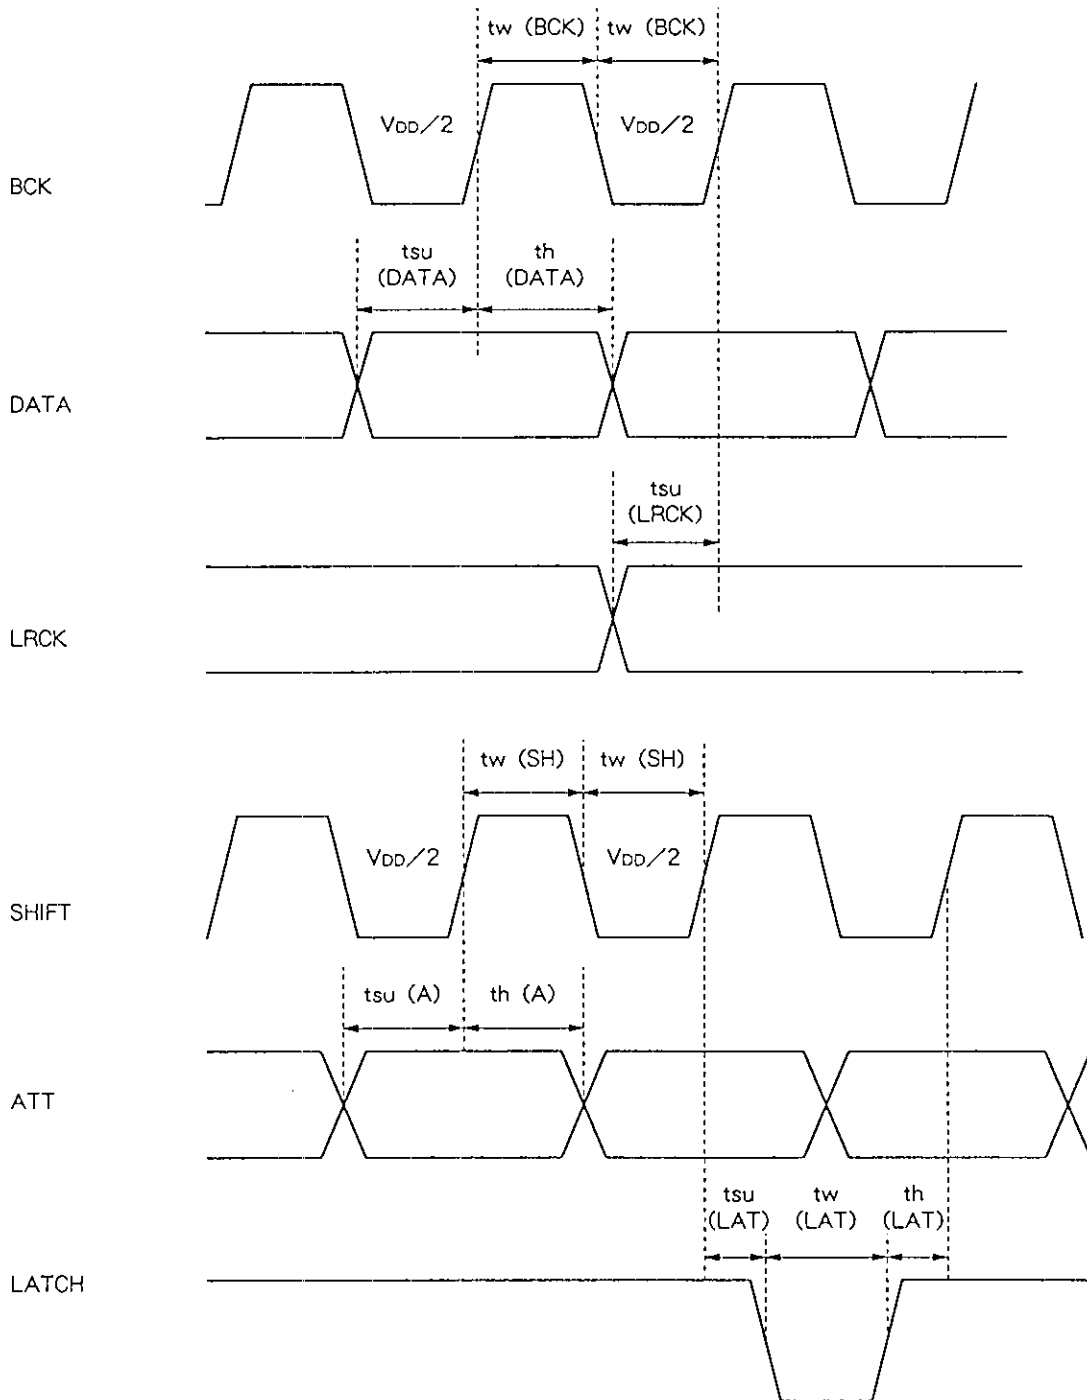 tw (BCK) tw (BCK)
VDD/2 VDD/2
BCK
tsu th
(DATA) (DATA)
DATA
tsu
(LRCK)
LRCK
tw (SH) tw (SH)
VDD/2 VDD/2
SHIFT
tsu (A) th (A)
ATT
tsu tw th
(LAT) (LAT) (LAT)
LATCH